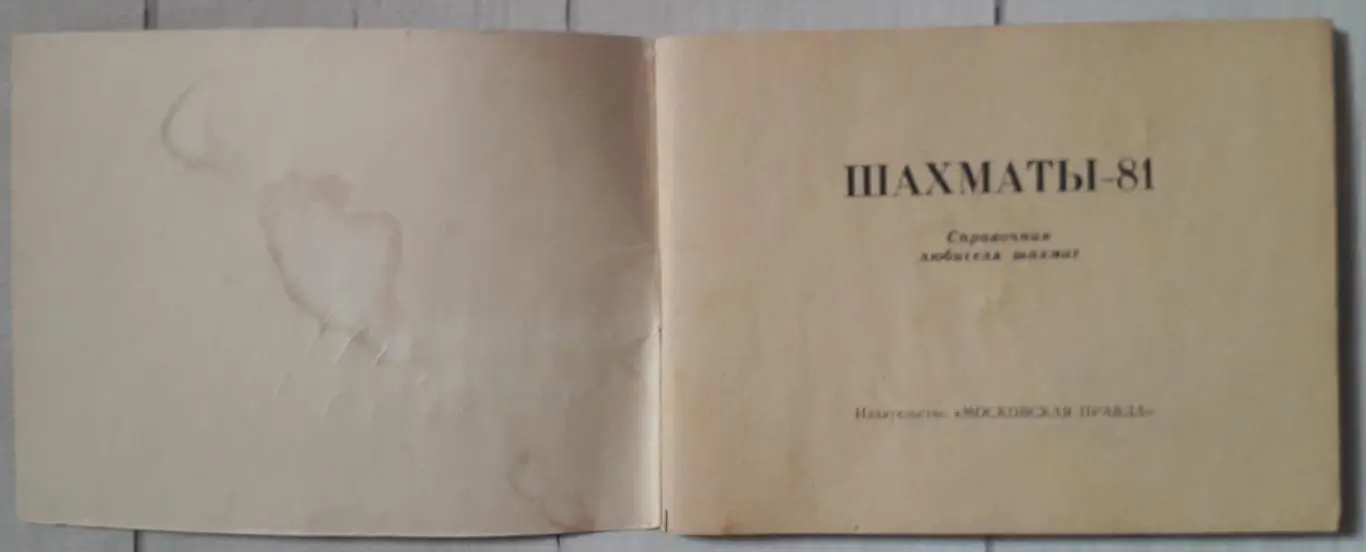 ШАХМАТЫ-81
Справочник
любителя шахмат
Издательство «МОСКОВСКАЯ ПРАВДА»